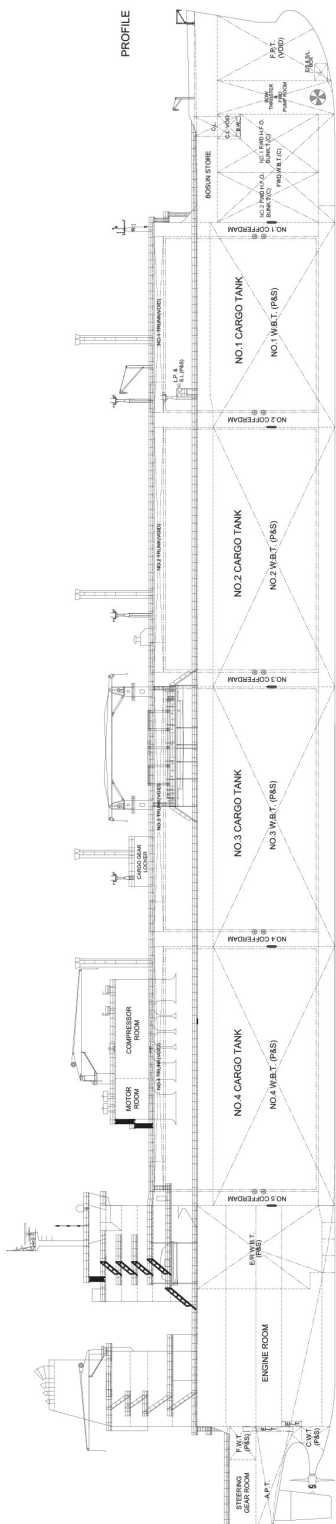 PROFILE
COMPRESSOR
ROOM
MOTOR
ROOM
CARGO GEAR
LOCKER
NO.4 TRUNK(VOID)
NO.3 TRUNK(VOID)
NO.2 TRUNK(VOID)
NO.1 TRUNK(VOID)
I.P. &
S.I.(P&S)
BOSUN STORE
C.L.
C.L. VOID
B.W.
STEERING
GEAR ROOM
F.W.T.
(P&S)
A.P.T.
C.W.T.
(P&S)
ENGINE ROOM
E/R W.B.T.
(P&S)
NO.5 COFFERDAM
NO.4 CARGO TANK
NO.4 W.B.T. (P&S)
NO.4 COFFERDAM
NO.3 CARGO TANK
NO.3 W.B.T. (P&S)
NO.3 COFFERDAM
NO.2 CARGO TANK
NO.2 W.B.T. (P&S)
NO.2 COFFERDAM
NO.1 CARGO TANK
NO.1 W.B.T. (P&S)
NO.1 COFFERDAM
NO.2 FWD H.F.O.
BUNK.T.(C)
NO.1 FWD H.F.O.
BUNK.T.(C)
FWD W.B.T.(C)
BOW
THRUSTER
&
FWD
PUMP ROOM
F.P.T.
(VOID)